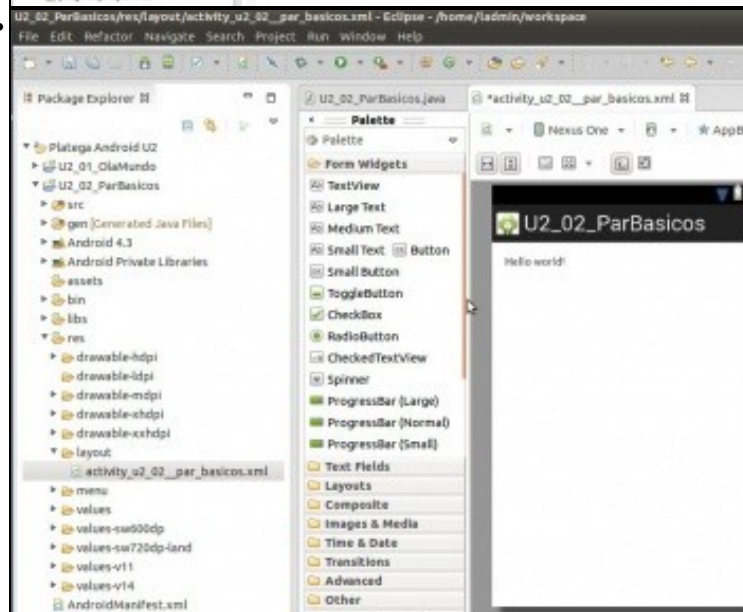 U2_02_ParBasicos/res/layout/activity_u2_02__par_basicos.xml - Eclipse - /home/ladmin/workspace
File Edit Refactor Navigate Search Project Run Window Help
Package Explorer
U2_02_ParBasicos.java
*activity_u2_02__par_basicos.xml
Palette
Palette
Nexus One
AppB
Platega Android U2
U2_01_OlaMundo
U2_02_ParBasicos
src
gen [Generated Java Files]
Android 4.3
Android Private Libraries
assets
bin
libs
res
drawable-hdpi
drawable-ldpi
drawable-mdpi
drawable-xhdpi
drawable-xxhdpi
layout
activity_u2_02__par_basicos.xml
menu
values
values-sw600dp
values-sw720dp-land
values-v11
values-v14
AndroidManifest.xml
Form Widgets
TextView
Large Text
Medium Text
Small Text Button
Small Button
ToggleButton
CheckBox
RadioButton
CheckedTextView
Spinner
ProgressBar (Large)
ProgressBar (Normal)
ProgressBar (Small)
Text Fields
Layouts
Composite
Images & Media
Time & Date
Transitions
Advanced
Other
U2_02_ParBasicos
Hello world!